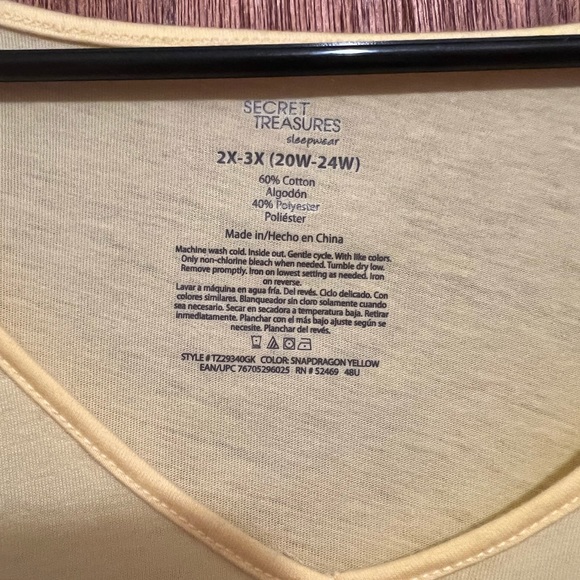 SECRET
TREASURES
sleepwear
2X-3X (20W-24W)
60% Cotton
Algodón
40% Polyester
Poliéster
Made in/Hecho en China
Machine wash cold. Inside out. Gentle cycle. With like colors.
Only non-chlorine bleach when needed. Tumble dry low.
Remove promptly. Iron on lowest setting as needed. Iron
on reverse.
Lavar a máquina en agua fría. Del revés. Ciclo delicado. Con
colores similares. Blanqueador sin cloro solamente cuando
sea necesario. Secar en secadora a temperatura baja. Retirar
inmediatamente. Planchar con el más bajo ajuste según se
necesite. Planchar del revés.
STYLE # TZ29340GK COLOR: SNAPDRAGON YELLOW
EAN/UPC 76705296025 RN # 52469 4BU